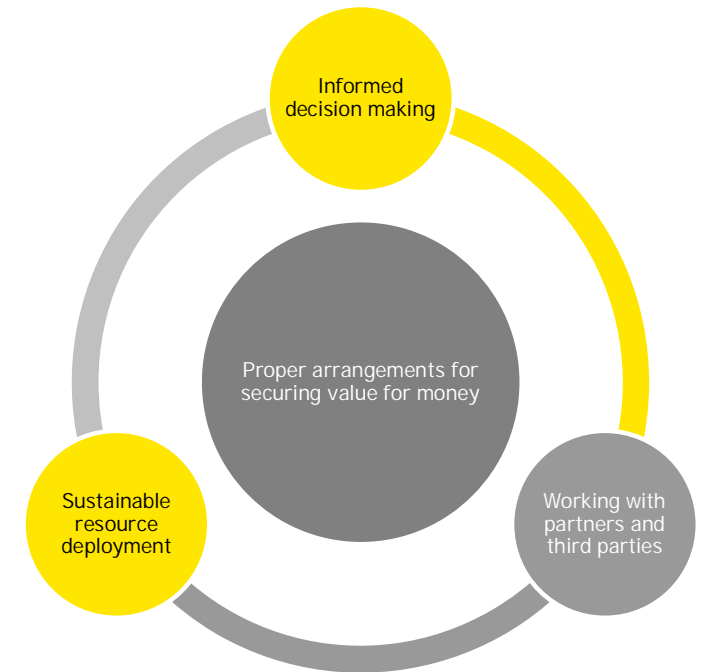 Informed
decision making
Proper arrangements for
securing value for money
Sustainable
resource
deployment
Working with
partners and
third parties